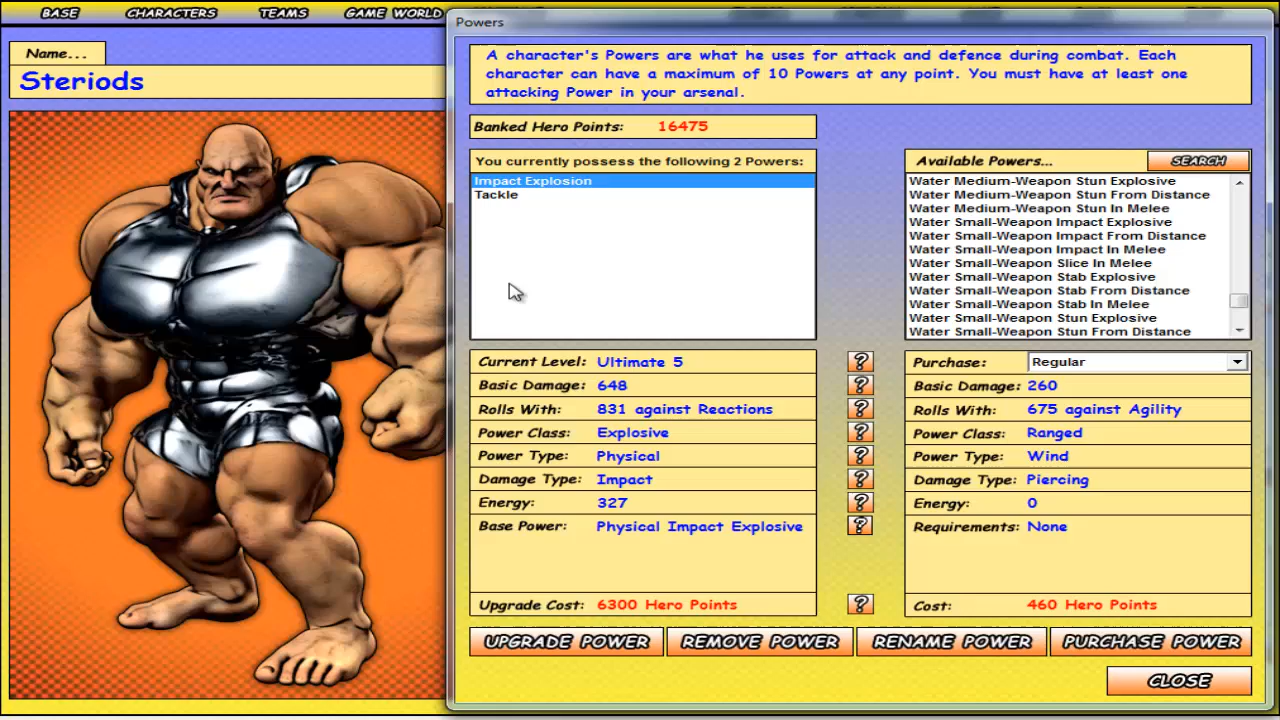 BASE CHARACTERS TEAMS GAME WORLD
Powers
Name...
Steriods
A character's Powers are what he uses for attack and defence during combat. Each
character can have a maximum of 10 Powers at any point. You must have at least one
attacking Power in your arsenal.
Banked Hero Points: 16475
You currently possess the following 2 Powers:
Impact Explosion
Tackle
Available Powers... SEARCH
Water Medium-Weapon Stun Explosive
Water Medium-Weapon Stun From Distance
Water Medium-Weapon Stun In Melee
Water Small-Weapon Impact Explosive
Water Small-Weapon Impact From Distance
Water Small-Weapon Impact In Melee
Water Small-Weapon Slice In Melee
Water Small-Weapon Stab Explosive
Water Small-Weapon Stab From Distance
Water Small-Weapon Stab In Melee
Water Small-Weapon Stun Explosive
Water Small-Weapon Stun From Distance
Current Level: Ultimate 5
Basic Damage: 648
Rolls With: 831 against Reactions
Power Class: Explosive
Power Type: Physical
Damage Type: Impact
Energy: 327
Base Power: Physical Impact Explosive
Upgrade Cost: 6300 Hero Points
?
?
?
?
?
?
?
?
?
Purchase: Regular
Basic Damage: 260
Rolls With: 675 against Agility
Power Class: Ranged
Power Type: Wind
Damage Type: Piercing
Energy: 0
Requirements: None
Cost: 460 Hero Points
UPGRADE POWER REMOVE POWER RENAME POWER PURCHASE POWER
CLOSE